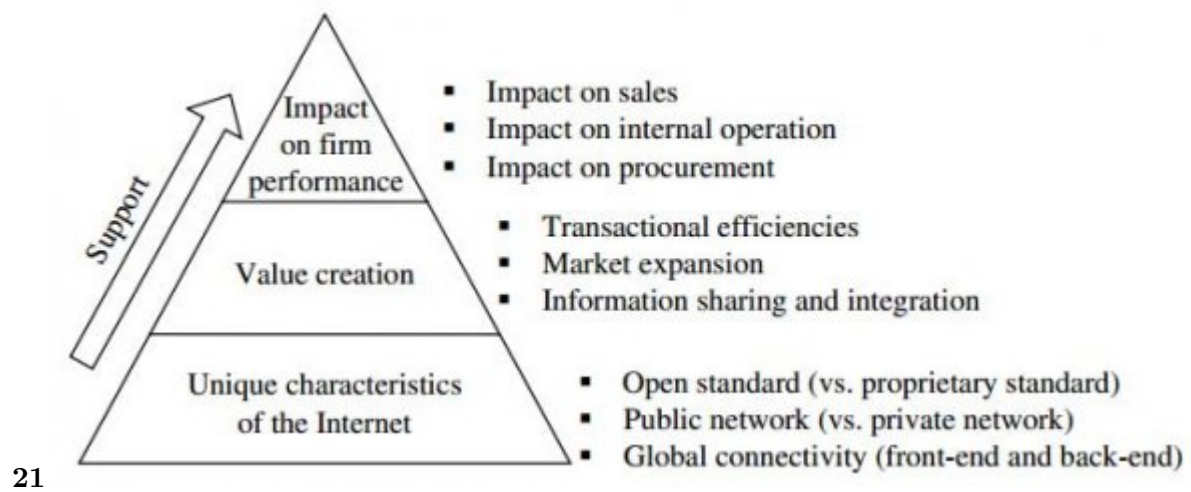 Impact
on firm
performance
▪ Impact on sales
▪ Impact on internal operation
▪ Impact on procurement
Support
Value creation
▪ Transactional efficiencies
▪ Market expansion
▪ Information sharing and integration
Unique characteristics
of the Internet
▪ Open standard (vs. proprietary standard)
▪ Public network (vs. private network)
▪ Global connectivity (front-end and back-end)
21